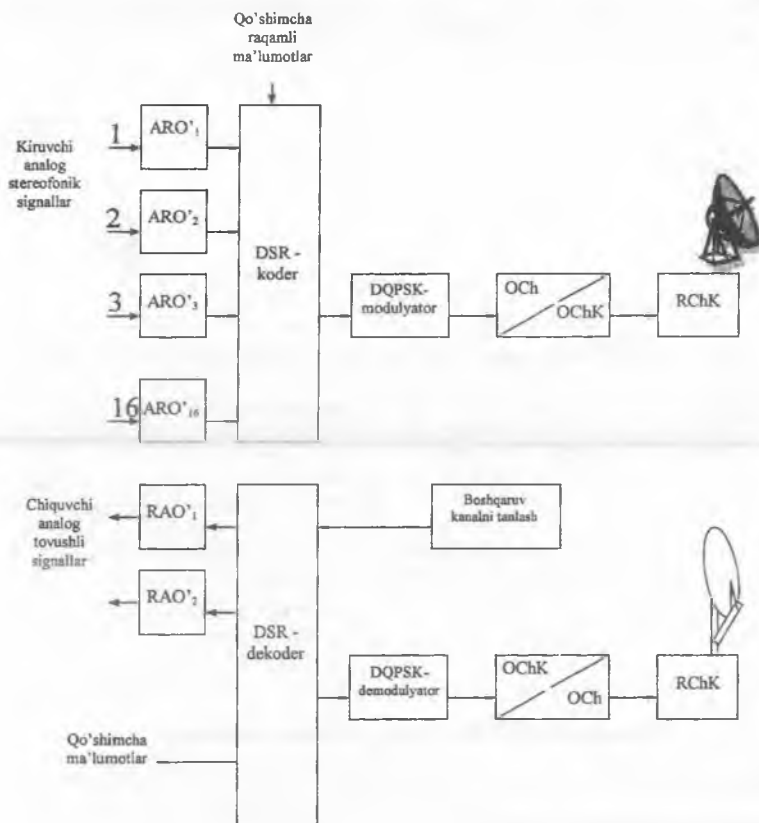 Qo'shimcha
raqamli
ma'lumotlar
Kiruvchi
analog
stereofonik
signallar
1
ARO'₁
2
ARO'₂
3
ARO'₃
16
ARO'₁₆
DSR -
koder
DQPSK-
modulyator
OCh
OChK
RChK
Chiquvchi
analog
tovushli
signallar
RAO'₁
RAO'₂
DSR -
dekoder
Boshqaruv
kanalni tanlash
DQPSK-
demodulyator
OChK
OCh
RChK
Qo'shimcha
ma'lumotlar